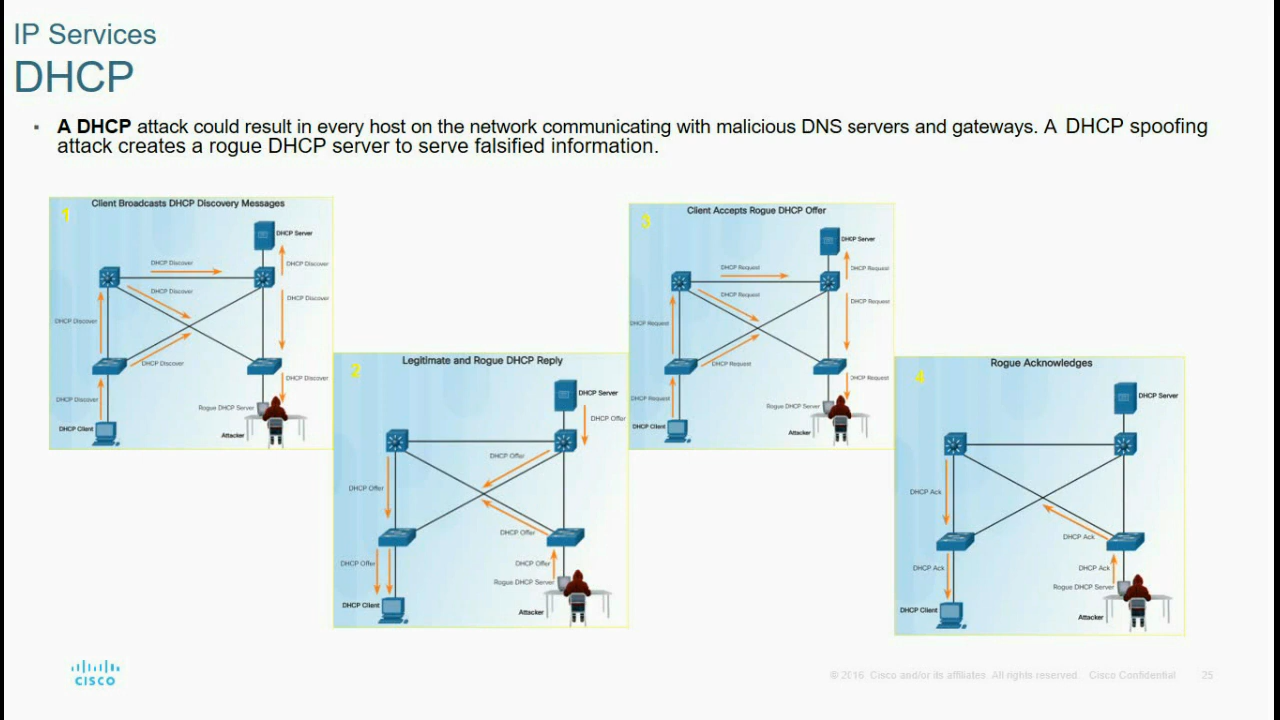 IP Services
DHCP
▪ A DHCP attack could result in every host on the network communicating with malicious DNS servers and gateways. A DHCP spoofing
attack creates a rogue DHCP server to serve falsified information.
1
Client Broadcasts DHCP Discovery Messages
DHCP Server
DHCP Discover
DHCP Discover
DHCP Discover
DHCP Discover
DHCP Discover
DHCP Discover
DHCP Discover
DHCP Discover
Rogue DHCP Server
DHCP Client
Attacker
2
Legitimate and Rogue DHCP Reply
DHCP Server
DHCP Offer
DHCP Offer
DHCP Offer
DHCP Offer
DHCP Offer
DHCP Offer
Rogue DHCP Server
DHCP Client
Attacker
3
Client Accepts Rogue DHCP Offer
DHCP Server
DHCP Request
DHCP Request
DHCP Request
DHCP Request
DHCP Request
DHCP Request
DHCP Request
DHCP Request
Rogue DHCP Server
DHCP Client
Attacker
4
Rogue Acknowledges
DHCP Server
DHCP Ack
DHCP Ack
DHCP Ack
DHCP Ack
Rogue DHCP Server
DHCP Client
Attacker
CISCO
© 2016 Cisco and/or its affiliates. All rights reserved. Cisco Confidential
25